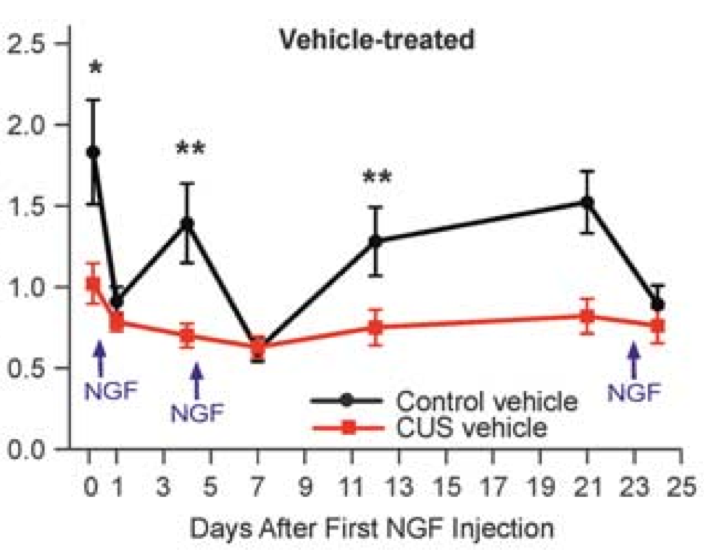 Vehicle-treated
2.5
*
2.0
**
**
1.5
1.0
0.5
NGF
NGF
NGF
Control vehicle
CUS vehicle
0.0
0 1 3 5 7 9 11 13 15 17 19 21 23 25
Days After First NGF Injection